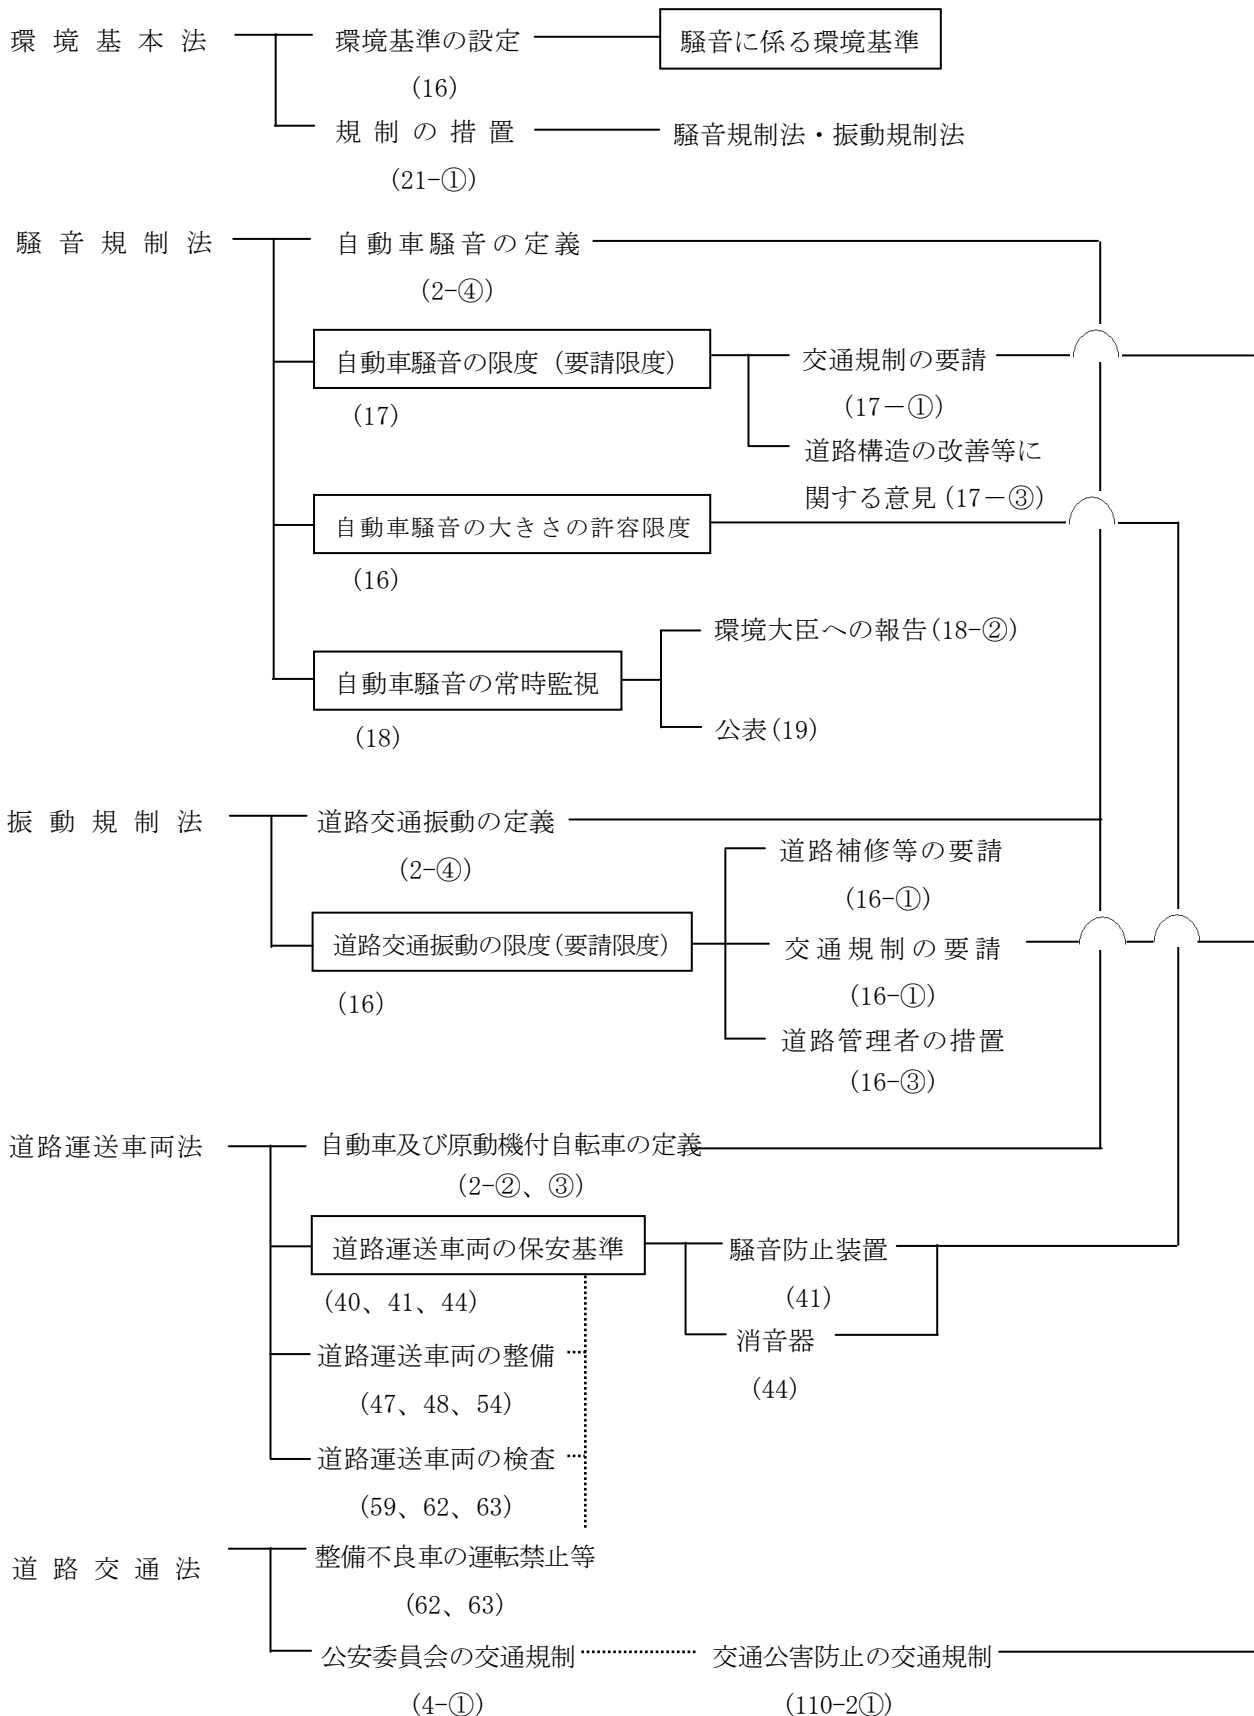 環境基本法
環境基準の設定
騒音に係る環境基準
(16)
規制の措置
騒音規制法・振動規制法
(21-①)
騒音規制法
自動車騒音の定義
(2-④)
自動車騒音の限度（要請限度）
交通規制の要請
(17)
(17－①)
道路構造の改善等に
関する意見(17－③)
自動車騒音の大きさの許容限度
(16)
環境大臣への報告(18-②)
自動車騒音の常時監視
(18)
公表(19)
振動規制法
道路交通振動の定義
(2-④)
道路補修等の要請
(16-①)
道路交通振動の限度(要請限度)
交通規制の要請
(16)
(16-①)
道路管理者の措置
(16-③)
道路運送車両法
自動車及び原動機付自転車の定義
(2-②、③)
道路運送車両の保安基準
騒音防止装置
(40、41、44)
(41)
道路運送車両の整備
消音器
(47、48、54)
(44)
道路運送車両の検査
(59、62、63)
道路交通法
整備不良車の運転禁止等
(62、63)
公安委員会の交通規制
交通公害防止の交通規制
(4-①)
(110-2①)